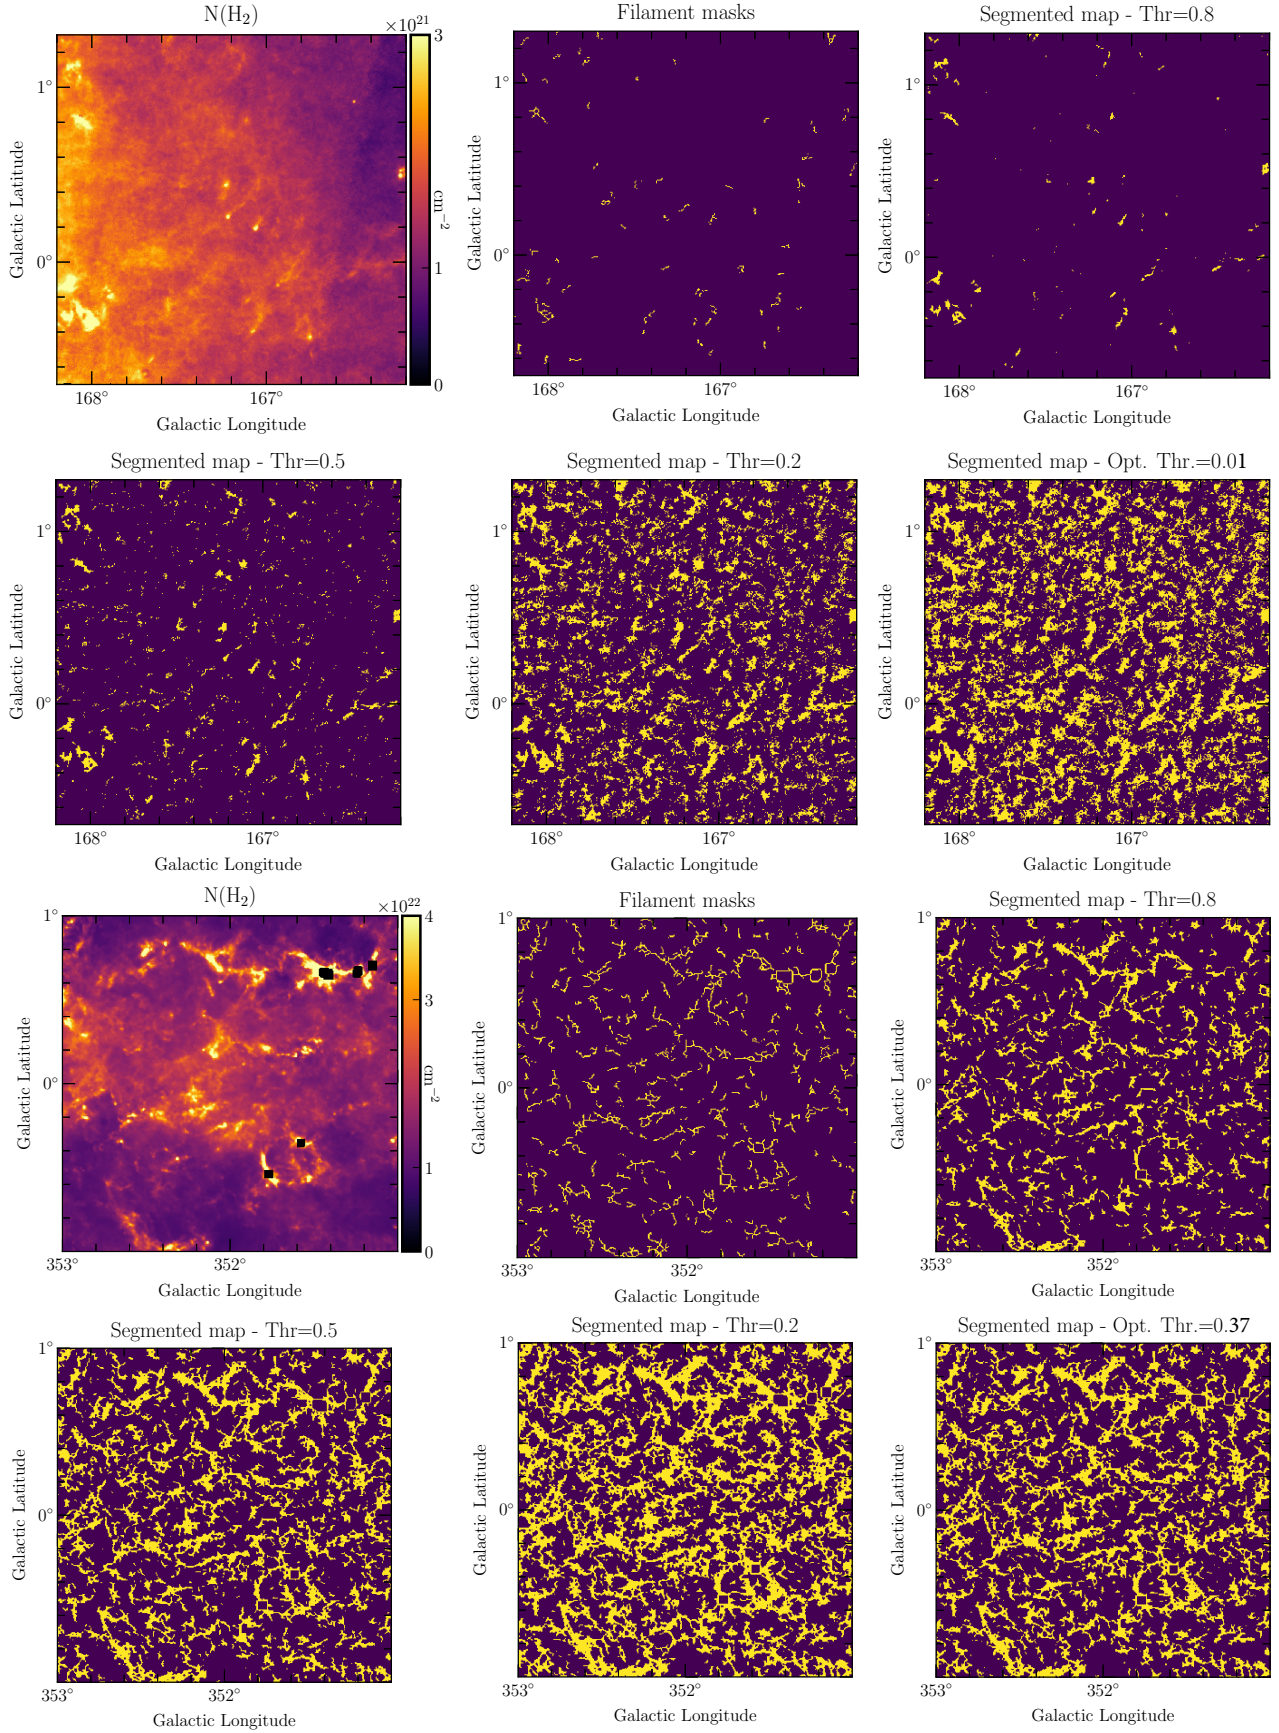 N(H₂)
×10²¹
3
1
0
cm⁻²
1°
0°
168°
167°
Galactic Longitude
Galactic Latitude
Filament masks
1°
0°
168°
167°
Galactic Longitude
Galactic Latitude
Segmented map - Thr=0.8
1°
0°
168°
167°
Galactic Longitude
Galactic Latitude
Segmented map - Thr=0.5
1°
0°
168°
167°
Galactic Longitude
Galactic Latitude
Segmented map - Thr=0.2
1°
0°
168°
167°
Galactic Longitude
Galactic Latitude
Segmented map - Opt. Thr.=0.01
1°
0°
168°
167°
Galactic Longitude
Galactic Latitude
N(H₂)
×10²²
4
3
1
0
cm⁻²
1°
0°
353°
352°
Galactic Longitude
Galactic Latitude
Filament masks
1°
0°
353°
352°
Galactic Longitude
Galactic Latitude
Segmented map - Thr=0.8
1°
0°
353°
352°
Galactic Longitude
Galactic Latitude
Segmented map - Thr=0.5
1°
0°
353°
352°
Galactic Longitude
Galactic Latitude
Segmented map - Thr=0.2
1°
0°
353°
352°
Galactic Longitude
Galactic Latitude
Segmented map - Opt. Thr.=0.37
1°
0°
353°
352°
Galactic Longitude
Galactic Latitude